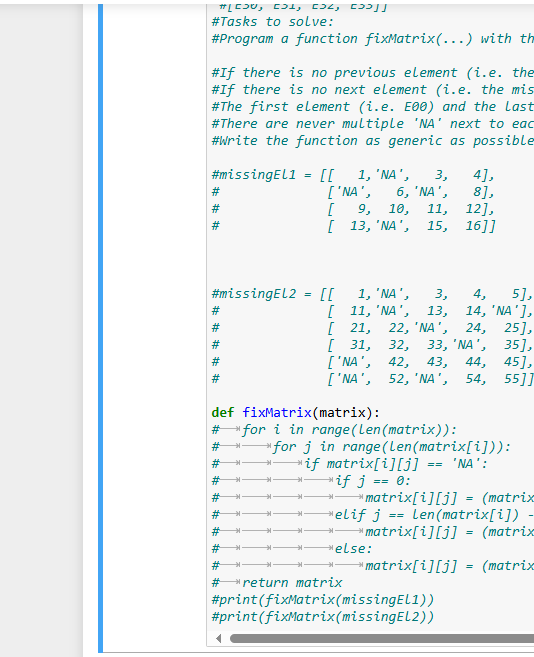 #[E30, E31, E32, E33]]
#Tasks to solve:
#Program a function fixMatrix(...) with th
#If there is no previous element (i.e. the
#If there is no next element (i.e. the mis
#The first element (i.e. E00) and the last
#There are never multiple 'NA' next to eac
#Write the function as generic as possible
#missingEl1 = [[   1,'NA',   3,   4],
#              ['NA',   6,'NA',   8],
#              [   9,  10,  11,  12],
#              [  13,'NA',  15,  16]]
#missingEl2 = [[   1,'NA',   3,   4,   5],
#              [  11,'NA',  13,  14,'NA'],
#              [  21,  22,'NA',  24,  25],
#              [  31,  32,  33,'NA',  35],
#              ['NA',  42,  43,  44,  45],
#              ['NA',  52,'NA',  54,  55]]
def fixMatrix(matrix):
#   for i in range(len(matrix)):
#       for j in range(len(matrix[i])):
#           if matrix[i][j] == 'NA':
#               if j == 0:
#                   matrix[i][j] = (matrix
#               elif j == len(matrix[i]) -
#                   matrix[i][j] = (matrix
#               else:
#                   matrix[i][j] = (matrix
#   return matrix
#print(fixMatrix(missingEl1))
#print(fixMatrix(missingEl2))